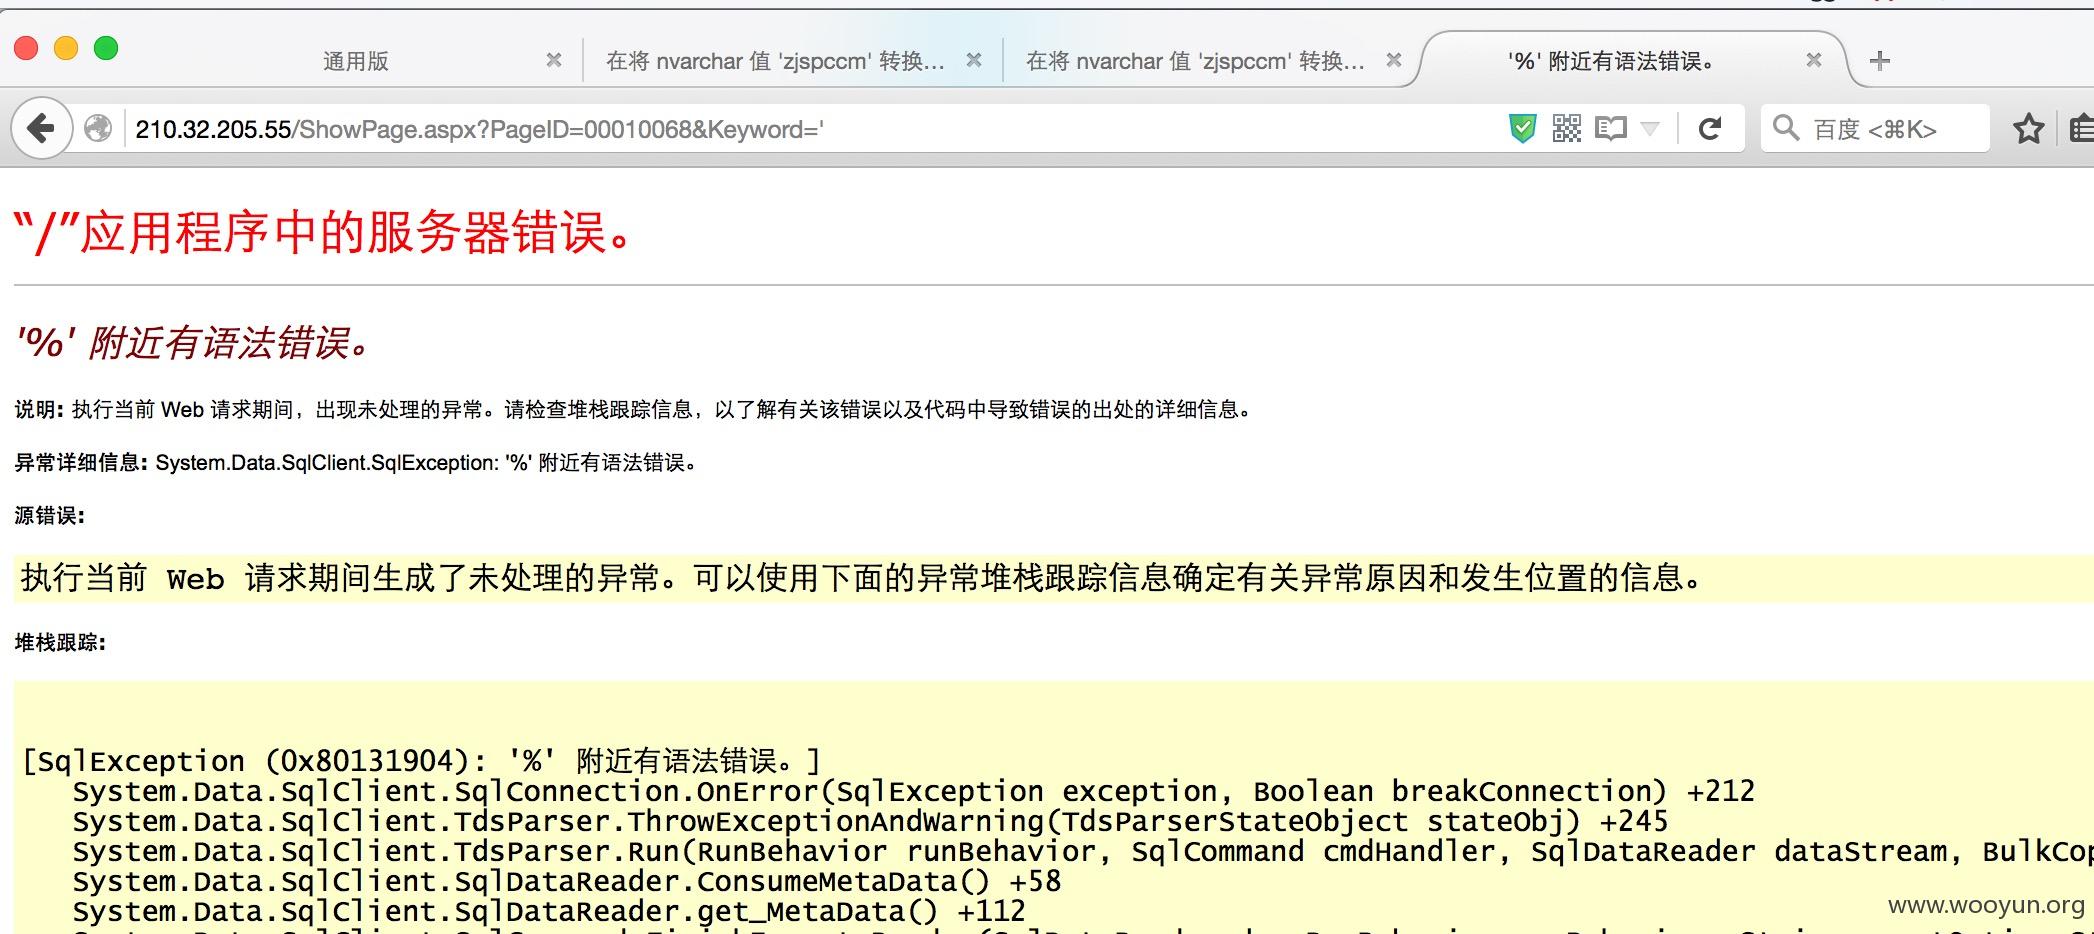 通用版
在将 nvarchar 值 'zjspccm' 转换...
在将 nvarchar 值 'zjspccm' 转换...
'%' 附近有语法错误。
210.32.205.55/ShowPage.aspx?PageID=00010068&Keyword='
百度 <⌘K>
“/”应用程序中的服务器错误。
'%' 附近有语法错误。
说明: 执行当前 Web 请求期间，出现未处理的异常。请检查堆栈跟踪信息，以了解有关该错误以及代码中导致错误的出处的详细信息。
异常详细信息: System.Data.SqlClient.SqlException: '%' 附近有语法错误。
源错误:
执行当前 Web 请求期间生成了未处理的异常。可以使用下面的异常堆栈跟踪信息确定有关异常原因和发生位置的信息。
堆栈跟踪:
[SqlException (0x80131904): '%' 附近有语法错误。]
System.Data.SqlClient.SqlConnection.OnError(SqlException exception, Boolean breakConnection) +212
System.Data.SqlClient.TdsParser.ThrowExceptionAndWarning(TdsParserStateObject stateObj) +245
System.Data.SqlClient.TdsParser.Run(RunBehavior runBehavior, SqlCommand cmdHandler, SqlDataReader dataStream, BulkCop
System.Data.SqlClient.SqlDataReader.ConsumeMetaData() +58
System.Data.SqlClient.SqlDataReader.get_MetaData() +112
www.wooyun.org